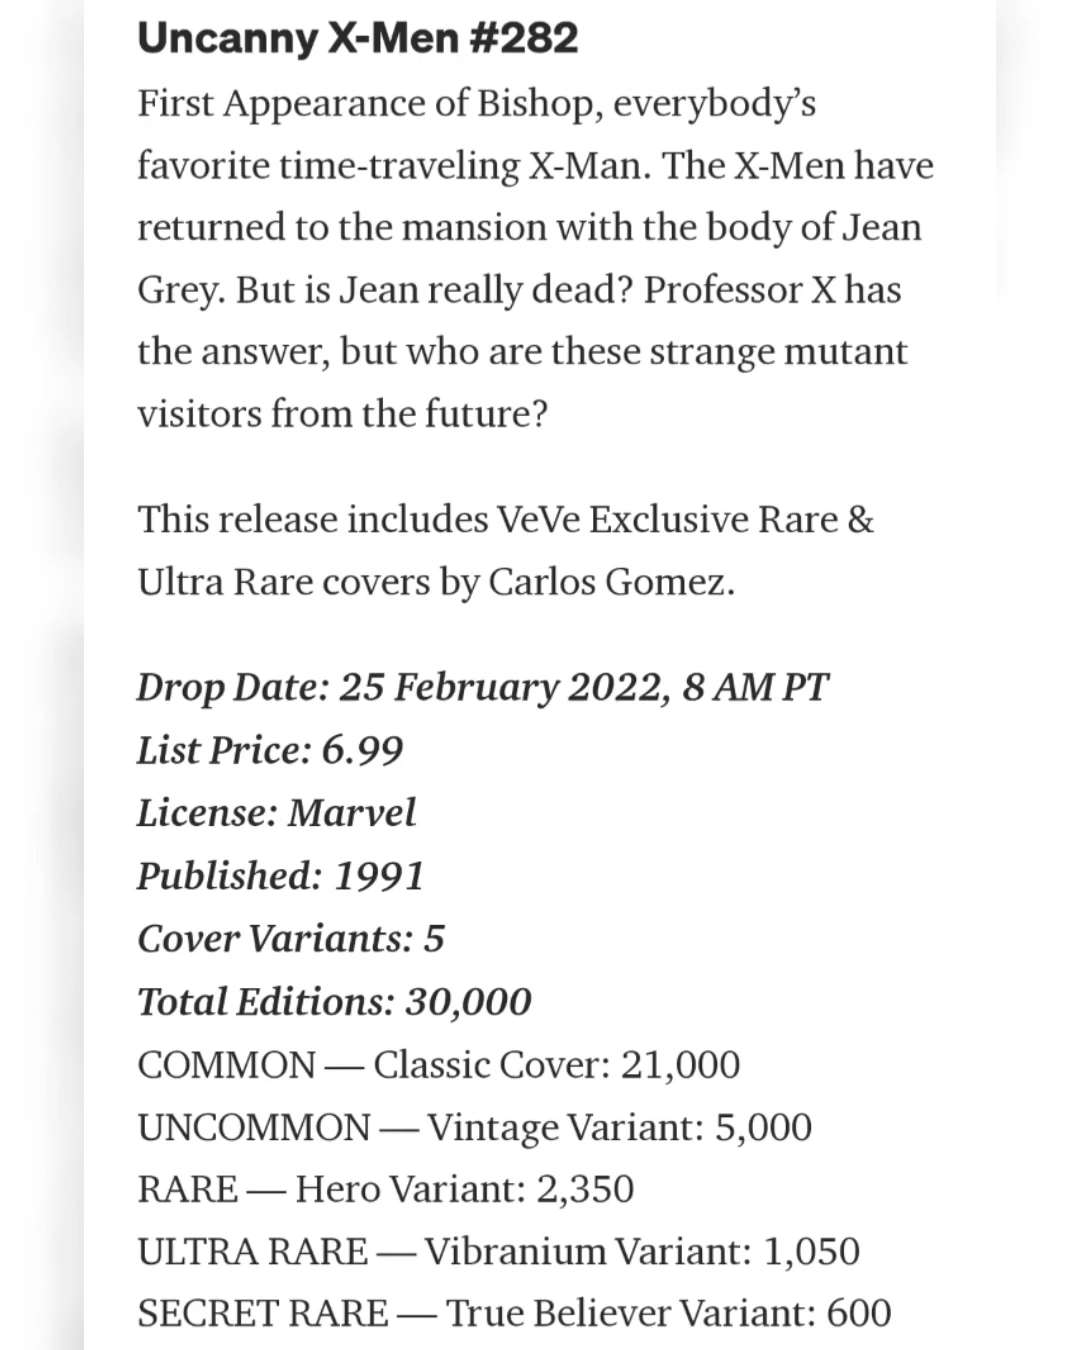 Uncanny X-Men #282
First Appearance of Bishop, everybody’s
favorite time-traveling X-Man. The X-Men have
returned to the mansion with the body of Jean
Grey. But is Jean really dead? Professor X has
the answer, but who are these strange mutant
visitors from the future?
This release includes VeVe Exclusive Rare &
Ultra Rare covers by Carlos Gomez.
Drop Date: 25 February 2022, 8 AM PT
List Price: 6.99
License: Marvel
Published: 1991
Cover Variants: 5
Total Editions: 30,000
COMMON — Classic Cover: 21,000
UNCOMMON — Vintage Variant: 5,000
RARE — Hero Variant: 2,350
ULTRA RARE — Vibranium Variant: 1,050
SECRET RARE — True Believer Variant: 600